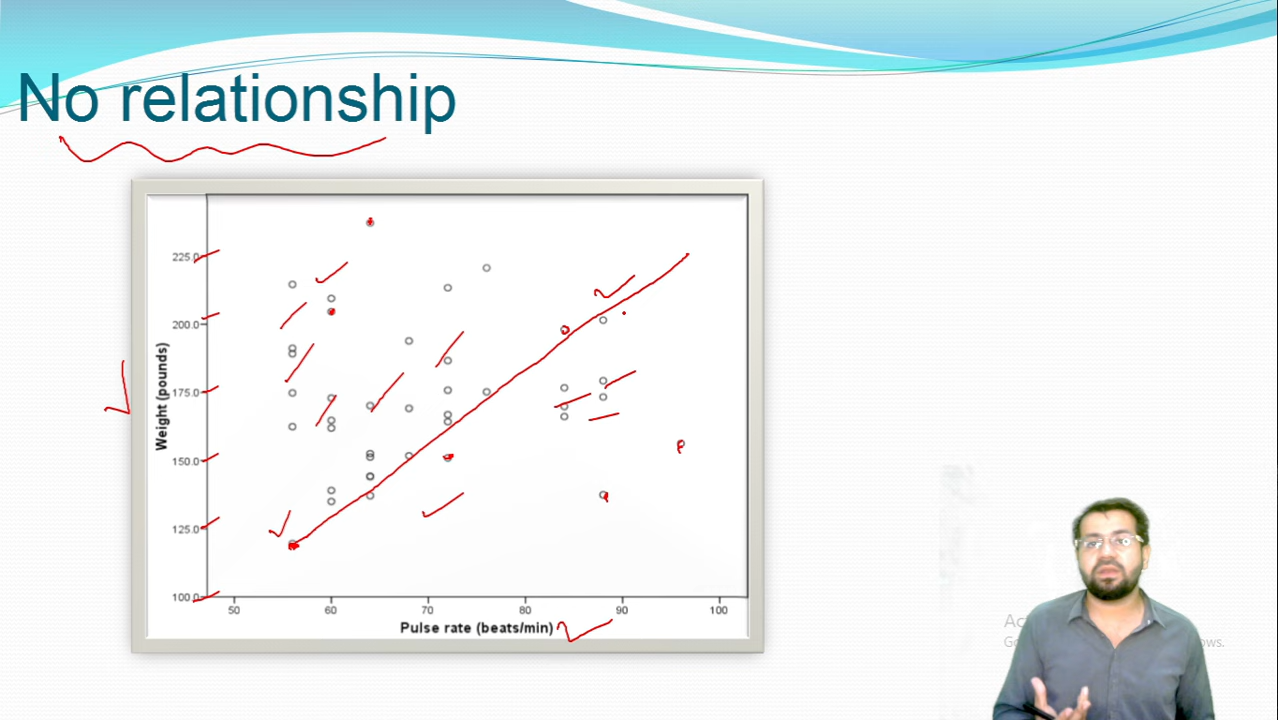 No relationship
225.0
200.0
175.0
150.0
125.0
100.0
Weight (pounds)
50 60 70 80 90 100
Pulse rate (beats/min)